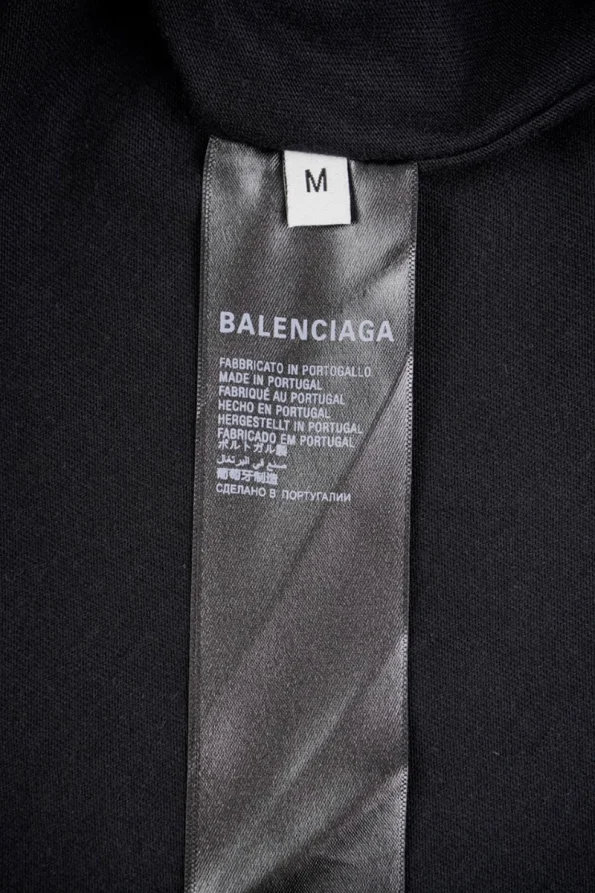 M
BALENCIAGA
FABBRICATO IN PORTOGALLO
MADE IN PORTUGAL
FABRIQUÉ AU PORTUGAL
HECHO EN PORTUGAL
HERGESTELLT IN PORTUGAL
FABRICADO EM PORTUGAL
ポルトガル製
صنع في البرتغال
葡萄牙制造
СДЕЛАНО В ПОРТУГАЛИИ